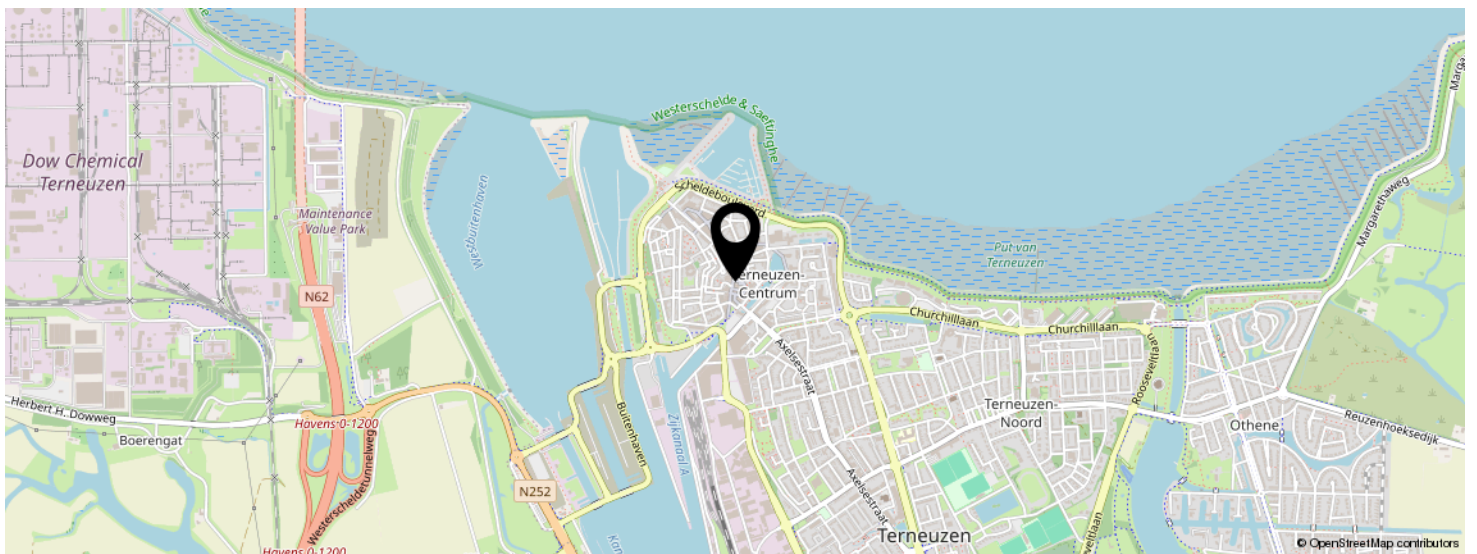 Westerschelde & Saeftinghe
Margarethaweg
Dow Chemical
Terneuzen
Maintenance
Value Park
Westbuitenhaven
Scheldeboulevard
Put van
Terneuzen
Terneuzen-
Centrum
N62
Churchilllaan
Churchilllaan
Axelsestraat
Rooseveltlaan
Herbert H. Dowweg
Boerengat
Havens 0-1200
Westerscheldetunnelweg
Buitenhaven
Zijkanaal A
Terneuzen-
Noord
Othene
Reuzenhoeksedijk
Axelsestraat
N252
Terneuzen
Havens 0-1200
© OpenStreetMap contributors